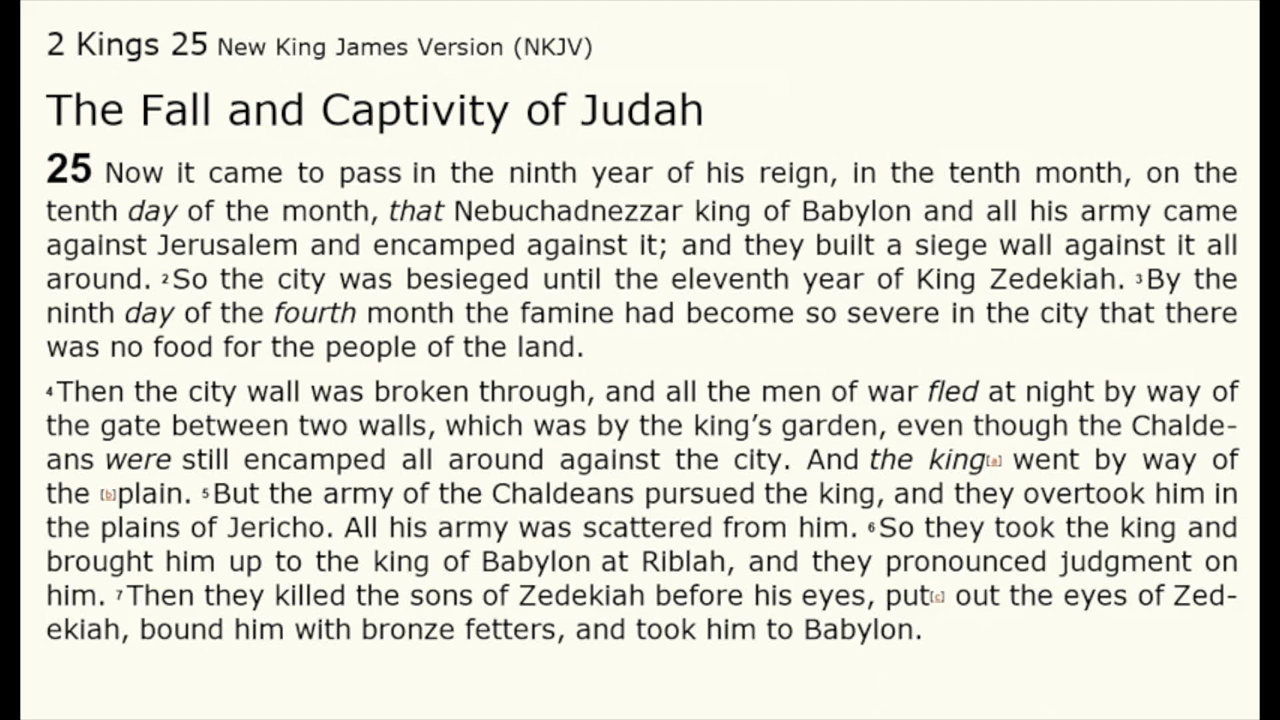 2 Kings 25 New King James Version (NKJV)
The Fall and Captivity of Judah
25 Now it came to pass in the ninth year of his reign, in the tenth month, on the
tenth day of the month, that Nebuchadnezzar king of Babylon and all his army came
against Jerusalem and encamped against it; and they built a siege wall against it all
around. 2 So the city was besieged until the eleventh year of King Zedekiah. 3 By the
ninth day of the fourth month the famine had become so severe in the city that there
was no food for the people of the land.
4 Then the city wall was broken through, and all the men of war fled at night by way of
the gate between two walls, which was by the king’s garden, even though the Chalde-
ans were still encamped all around against the city. And the king[a] went by way of
the [b]plain. 5 But the army of the Chaldeans pursued the king, and they overtook him in
the plains of Jericho. All his army was scattered from him. 6 So they took the king and
brought him up to the king of Babylon at Riblah, and they pronounced judgment on
him. 7 Then they killed the sons of Zedekiah before his eyes, put[c] out the eyes of Zed-
ekiah, bound him with bronze fetters, and took him to Babylon.